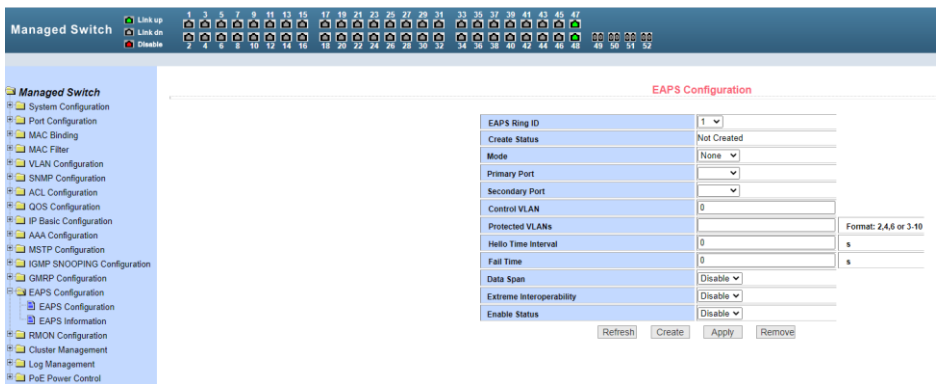 Managed Switch
Link up
Link dn
Disable
1 3 5 7 9 11 13 15 17 19 21 23 25 27 29 31 33 35 37 39 41 43 45 47
2 4 6 8 10 12 14 16 18 20 22 24 26 28 30 32 34 36 38 40 42 44 46 48 49 50 51 52
Managed Switch
System Configuration
Port Configuration
MAC Binding
MAC Filter
VLAN Configuration
SNMP Configuration
ACL Configuration
QOS Configuration
IP Basic Configuration
AAA Configuration
MSTP Configuration
IGMP SNOOPING Configuration
GMRP Configuration
EAPS Configuration
EAPS Configuration
EAPS Information
RMON Configuration
Cluster Management
Log Management
PoE Power Control
EAPS Configuration
EAPS Ring ID 1
Create Status Not Created
Mode None
Primary Port
Secondary Port
Control VLAN 0
Protected VLANs Format: 2,4,6 or 3-10
Hello Time Interval 0 s
Fail Time 0 s
Data Span Disable
Extreme Interoperability Disable
Enable Status Disable
Refresh Create Apply Remove